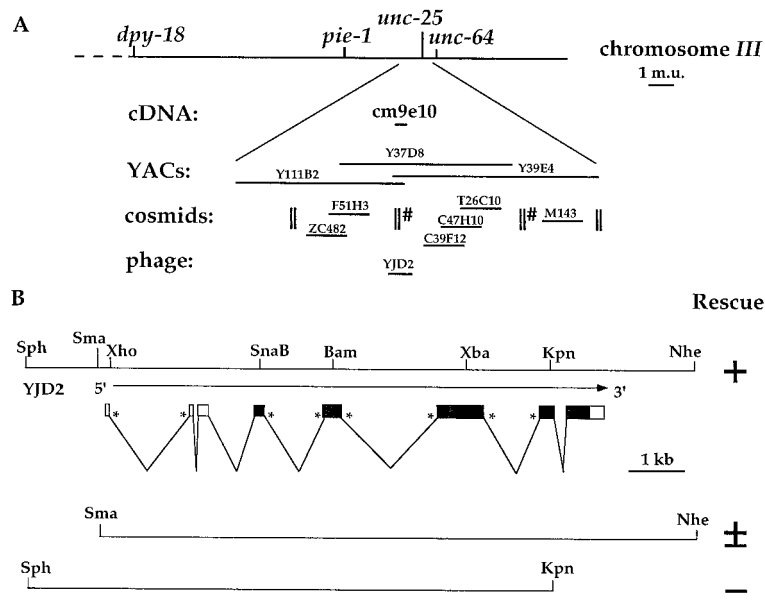 A
dpy-18
pie-1
unc-25
unc-64
chromosome III
1 m.u.
cDNA:
cm9e10
YACs:
Y37D8
Y111B2
Y39E4
cosmids:
F51H3
#
T26C10
#
M143
ZC482
C47H10
C39F12
phage:
YJD2
B
Rescue
Sph
Sma
Xho
SnaB
Bam
Xba
Kpn
Nhe
+
YJD2
5'
3'
* * * * * * * *
1 kb
Sma
Nhe
±
Sph
Kpn
−